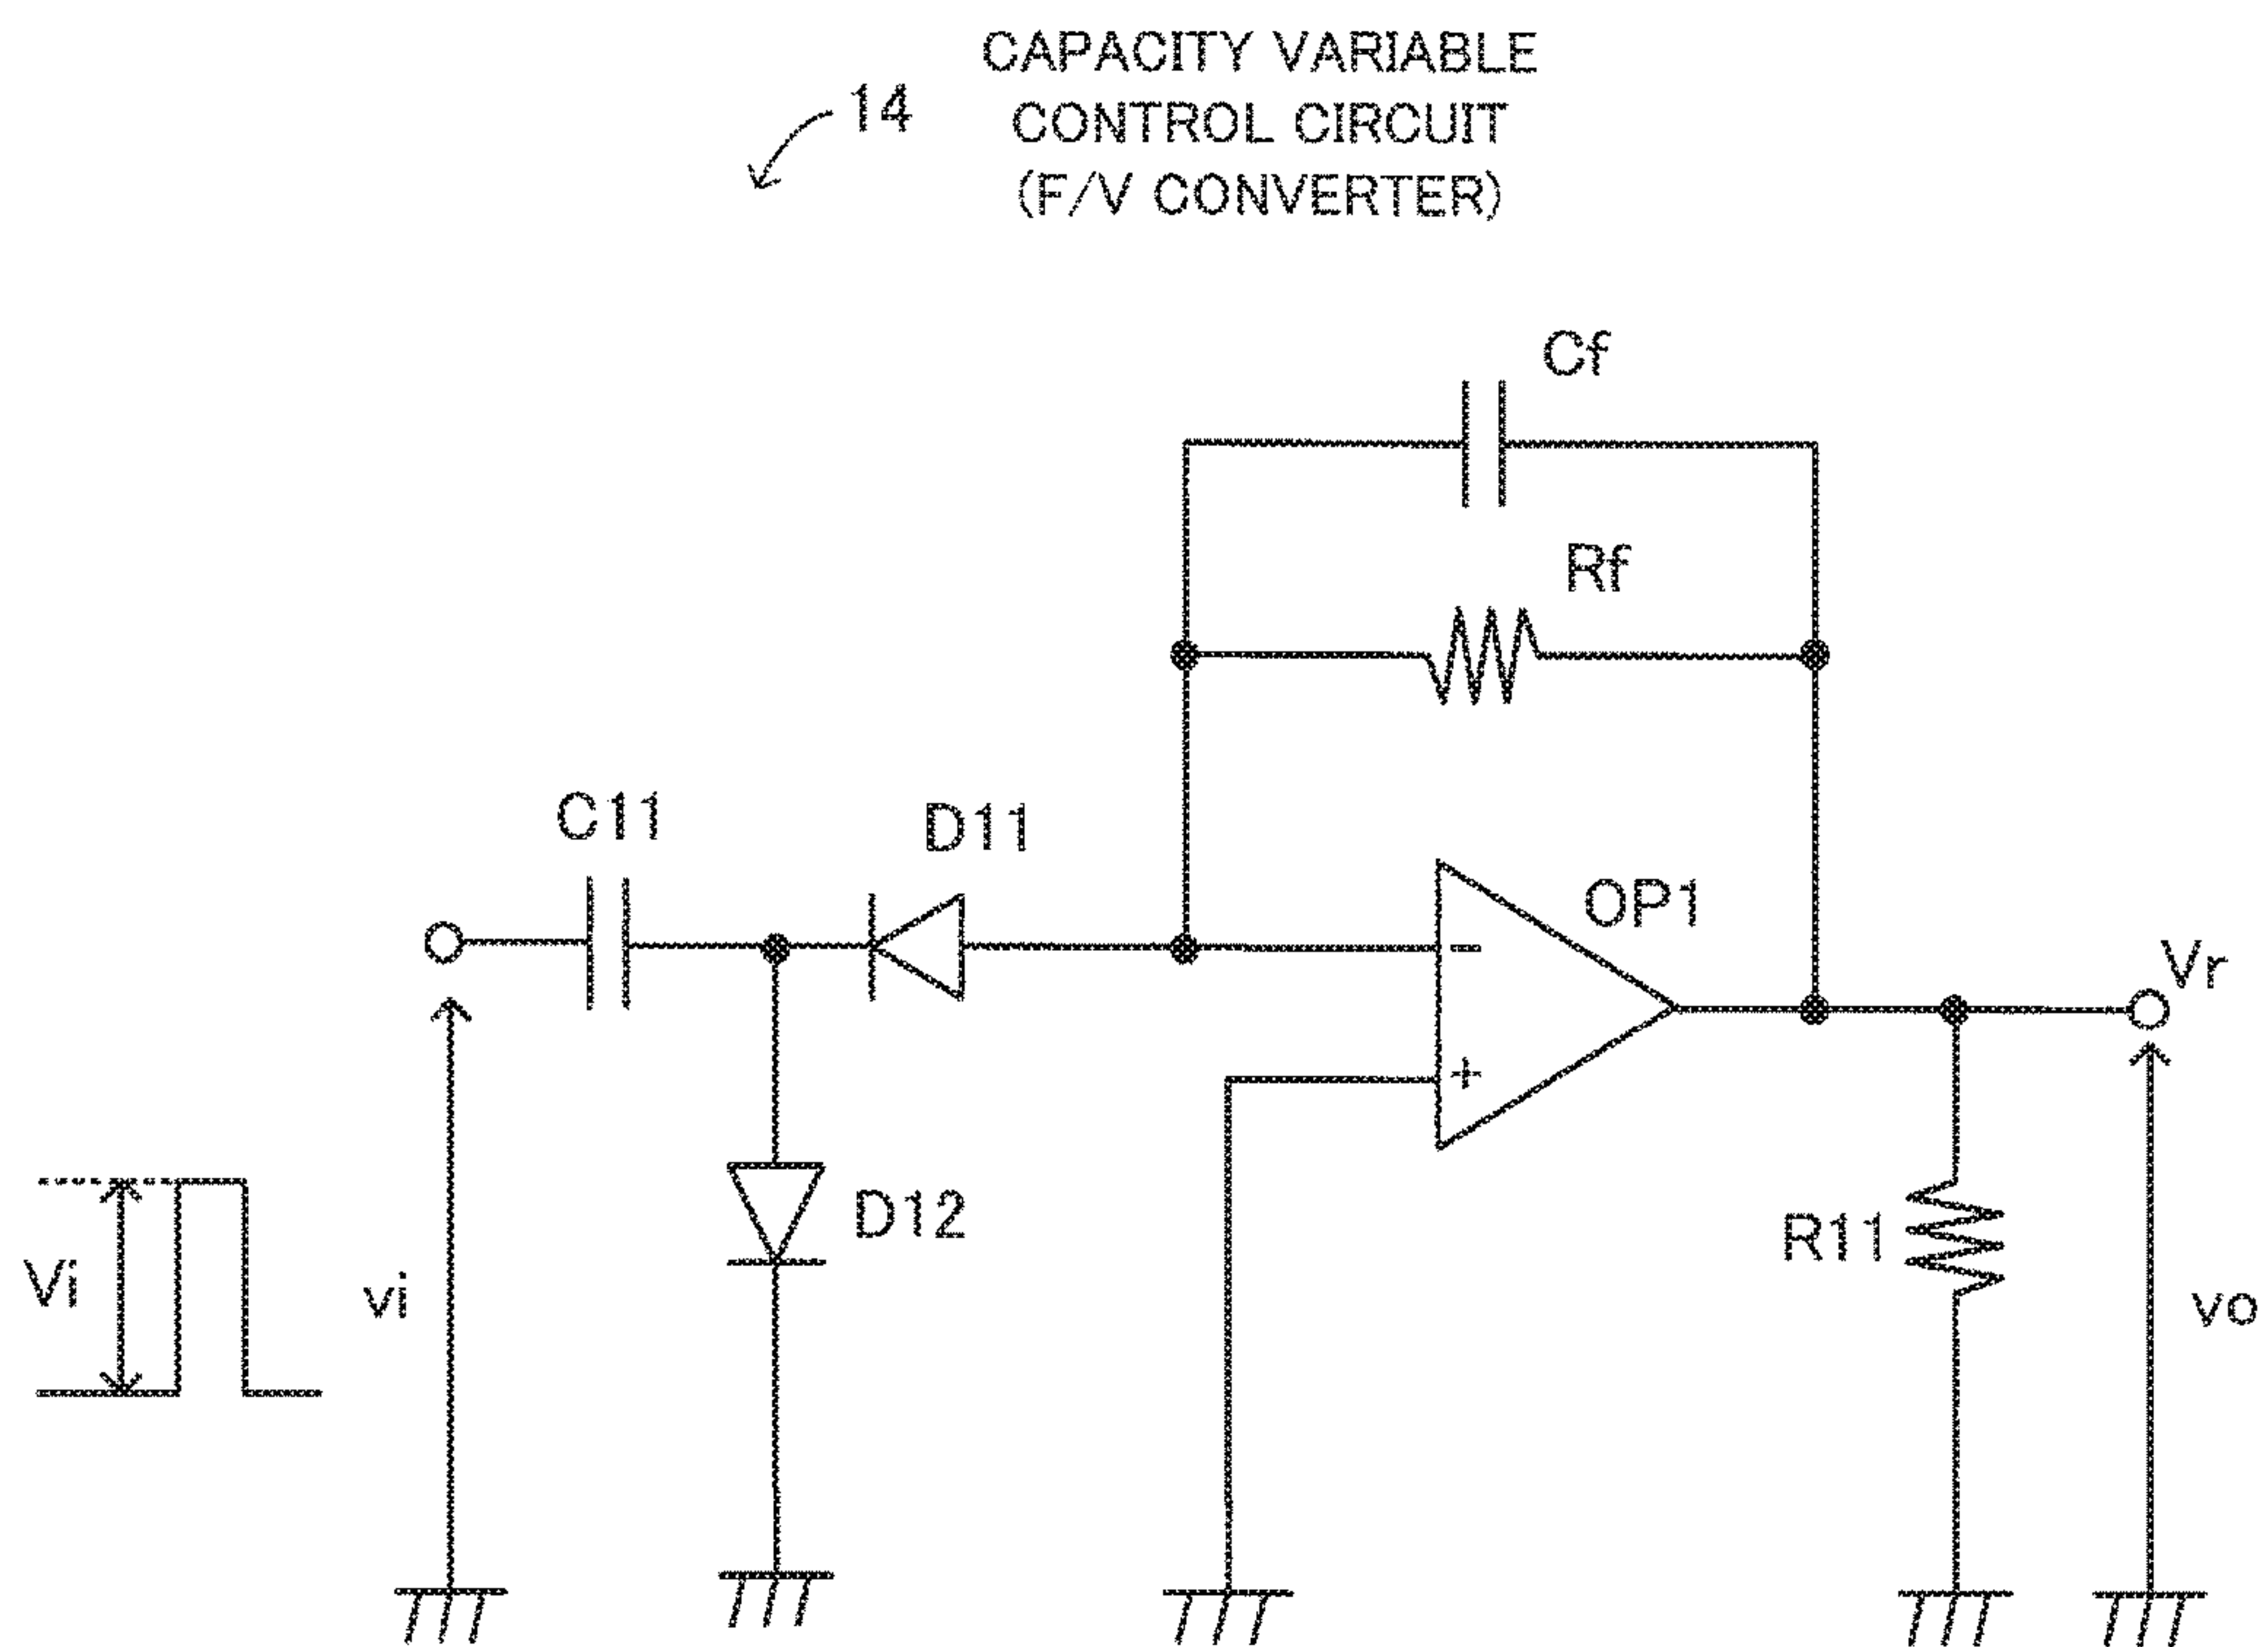 CAPACITY VARIABLE
CONTROL CIRCUIT
(F/V CONVERTER)
14
Cf
Rf
C11
D11
OP1
Vr
D12
R11
Vi
vi
vo
-
+